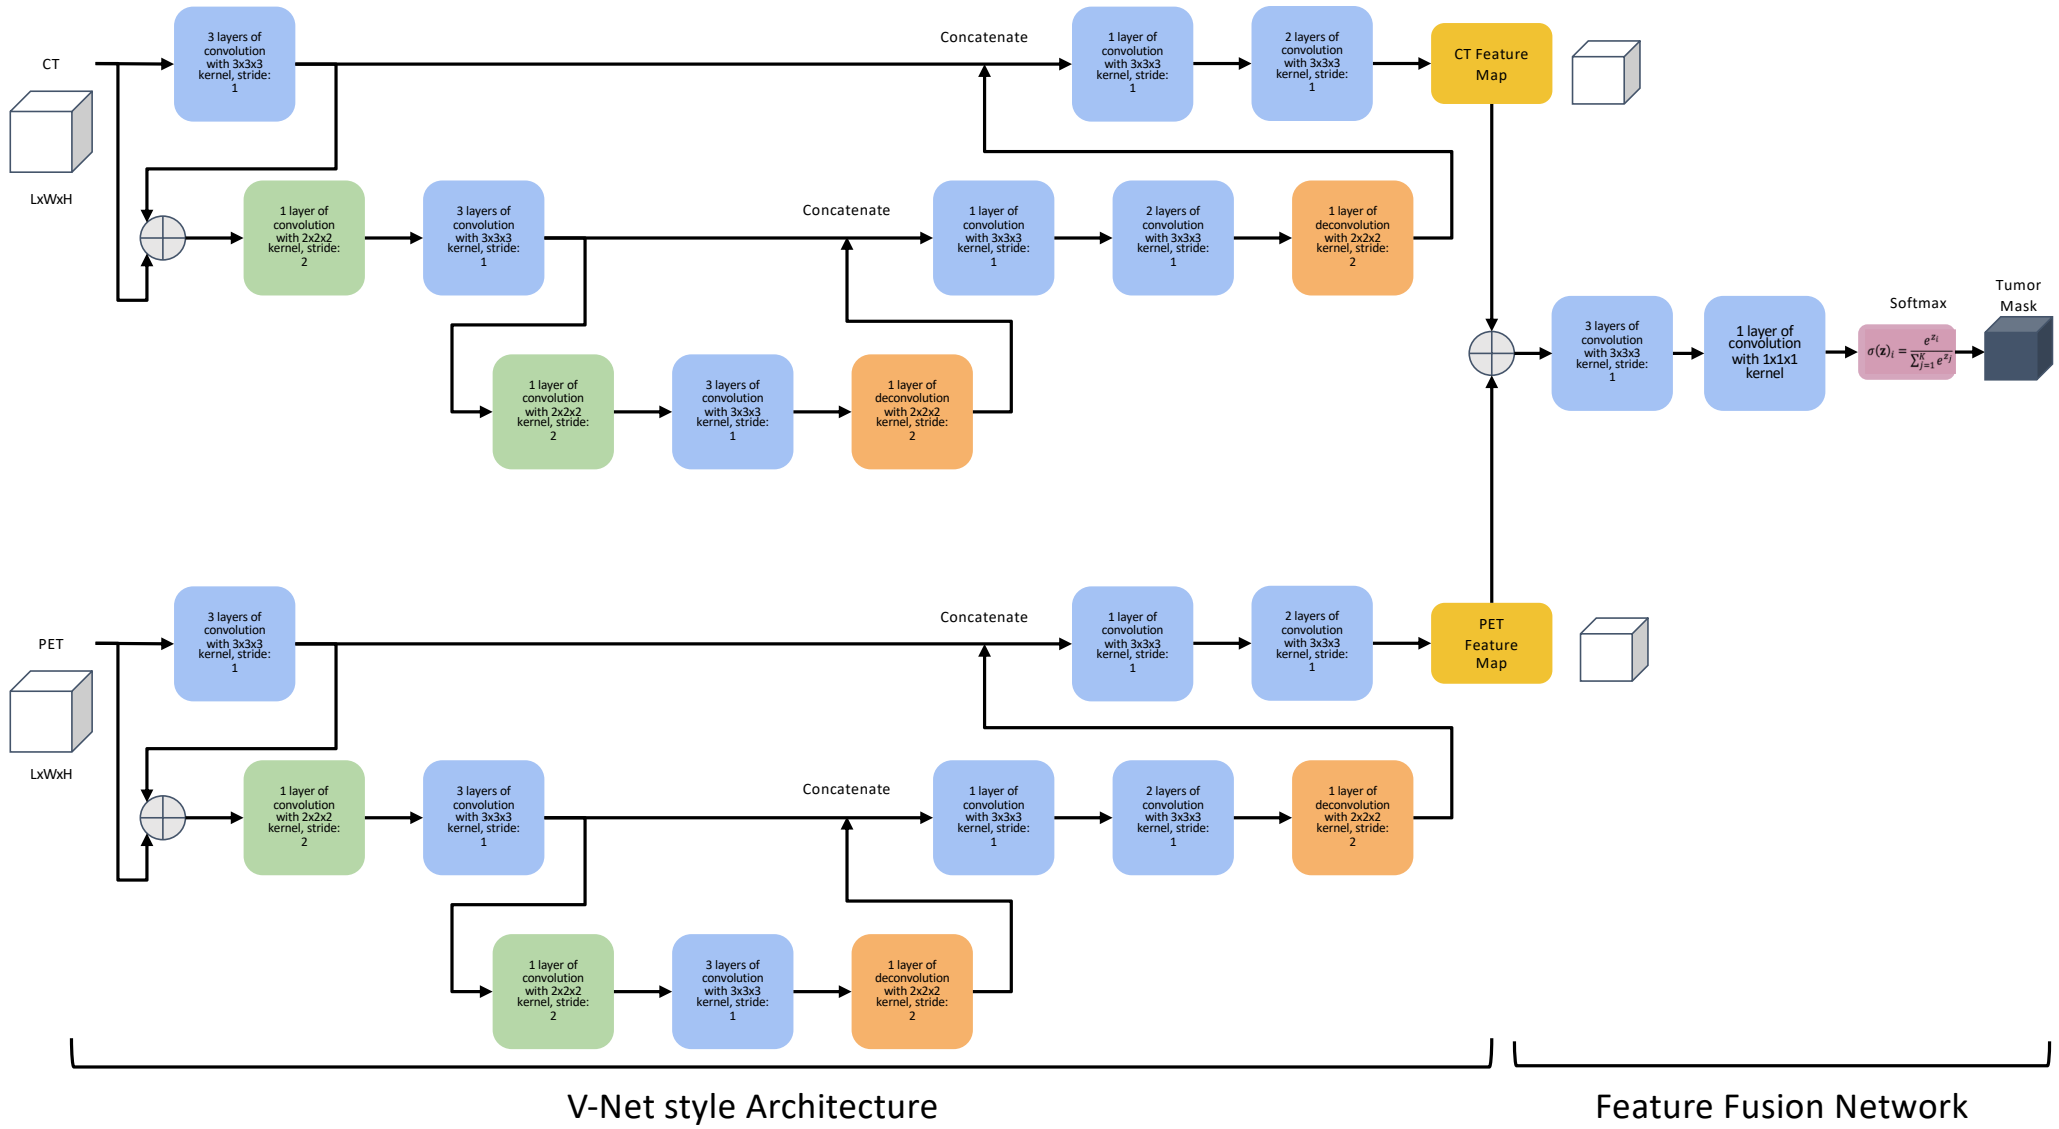 CT
LxWxH
3 layers of
convolution
with 3x3x3
kernel, stride:
1
Concatenate
1 layer of
convolution
with 3x3x3
kernel, stride:
1
2 layers of
convolution
with 3x3x3
kernel, stride:
1
CT Feature
Map
1 layer of
convolution
with 2x2x2
kernel, stride:
2
3 layers of
convolution
with 3x3x3
kernel, stride:
1
Concatenate
1 layer of
convolution
with 3x3x3
kernel, stride:
1
2 layers of
convolution
with 3x3x3
kernel, stride:
1
1 layer of
deconvolution
with 2x2x2
kernel, stride:
2
1 layer of
convolution
with 2x2x2
kernel, stride:
2
3 layers of
convolution
with 3x3x3
kernel, stride:
1
1 layer of
deconvolution
with 2x2x2
kernel, stride:
2
3 layers of
convolution
with 3x3x3
kernel, stride:
1
1 layer of
convolution
with 1x1x1
kernel
Softmax
σ(z)ᵢ = e^{zᵢ} / Σ_{j=1}^{K} e^{zⱼ}
Tumor
Mask
PET
LxWxH
3 layers of
convolution
with 3x3x3
kernel, stride:
1
Concatenate
1 layer of
convolution
with 3x3x3
kernel, stride:
1
2 layers of
convolution
with 3x3x3
kernel, stride:
1
PET
Feature
Map
1 layer of
convolution
with 2x2x2
kernel, stride:
2
3 layers of
convolution
with 3x3x3
kernel, stride:
1
Concatenate
1 layer of
convolution
with 3x3x3
kernel, stride:
1
2 layers of
convolution
with 3x3x3
kernel, stride:
1
1 layer of
deconvolution
with 2x2x2
kernel, stride:
2
1 layer of
convolution
with 2x2x2
kernel, stride:
2
3 layers of
convolution
with 3x3x3
kernel, stride:
1
1 layer of
deconvolution
with 2x2x2
kernel, stride:
2
V-Net style Architecture
Feature Fusion Network